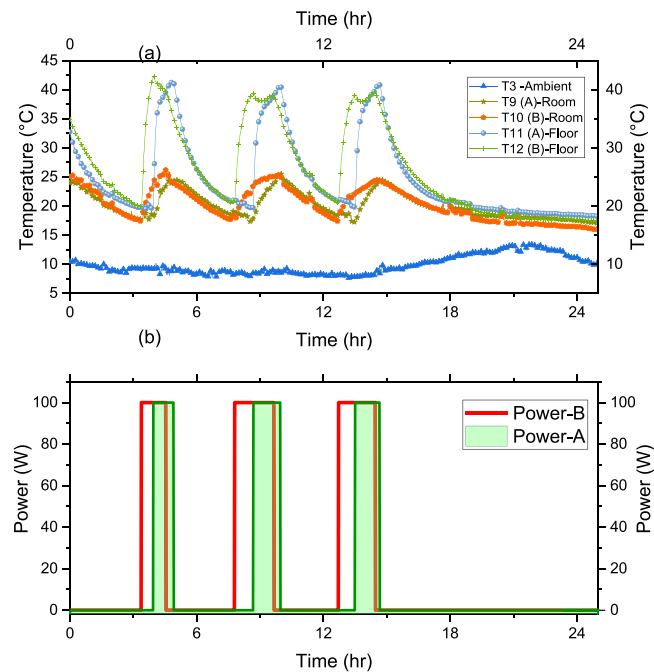 Time (hr)
0 12 24
(a)
45
40
35
30
25
20
15
10
5
40
30
20
10
Temperature (°C)
Temperature (°C)
T3 -Ambient
T9 (A)-Room
T10 (B)-Room
T11 (A)-Floor
T12 (B)-Floor
0 6 12 18 24
Time (hr)
(b)
100
80
60
40
20
0
100
80
60
40
20
0
Power (W)
Power (W)
Power-B
Power-A
0 6 12 18 24
Time (hr)